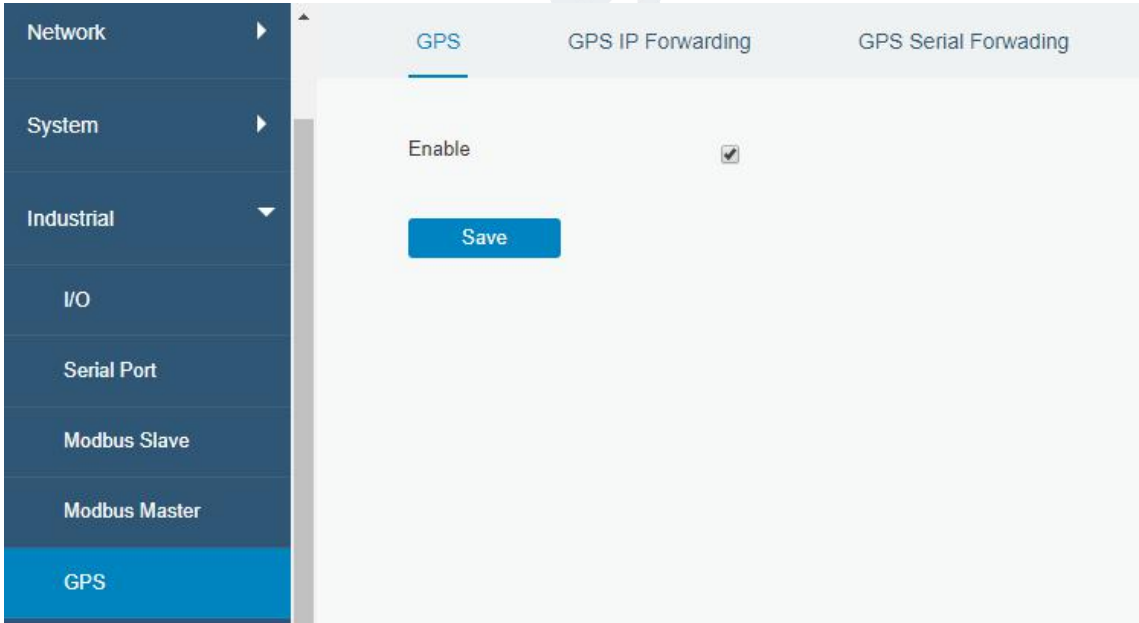 Network
System
Industrial
I/O
Serial Port
Modbus Slave
Modbus Master
GPS
GPS GPS IP Forwarding GPS Serial Forwading
Enable
Save